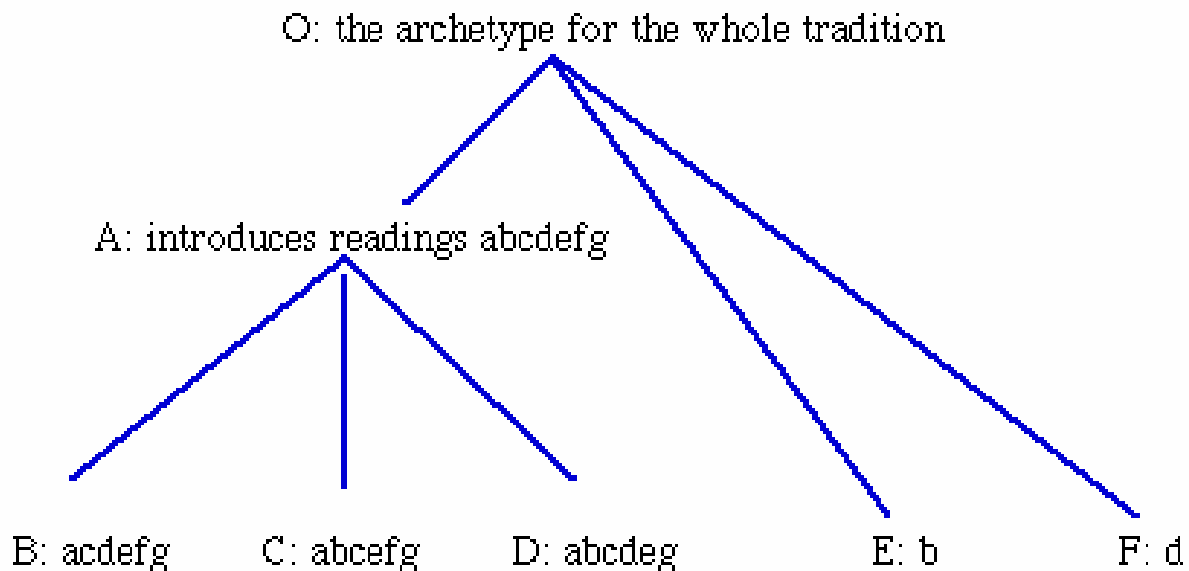 O: the archetype for the whole tradition
A: introduces readings abcdefg
B: acdefg C: abcefg D: abcdeg E: b F: d